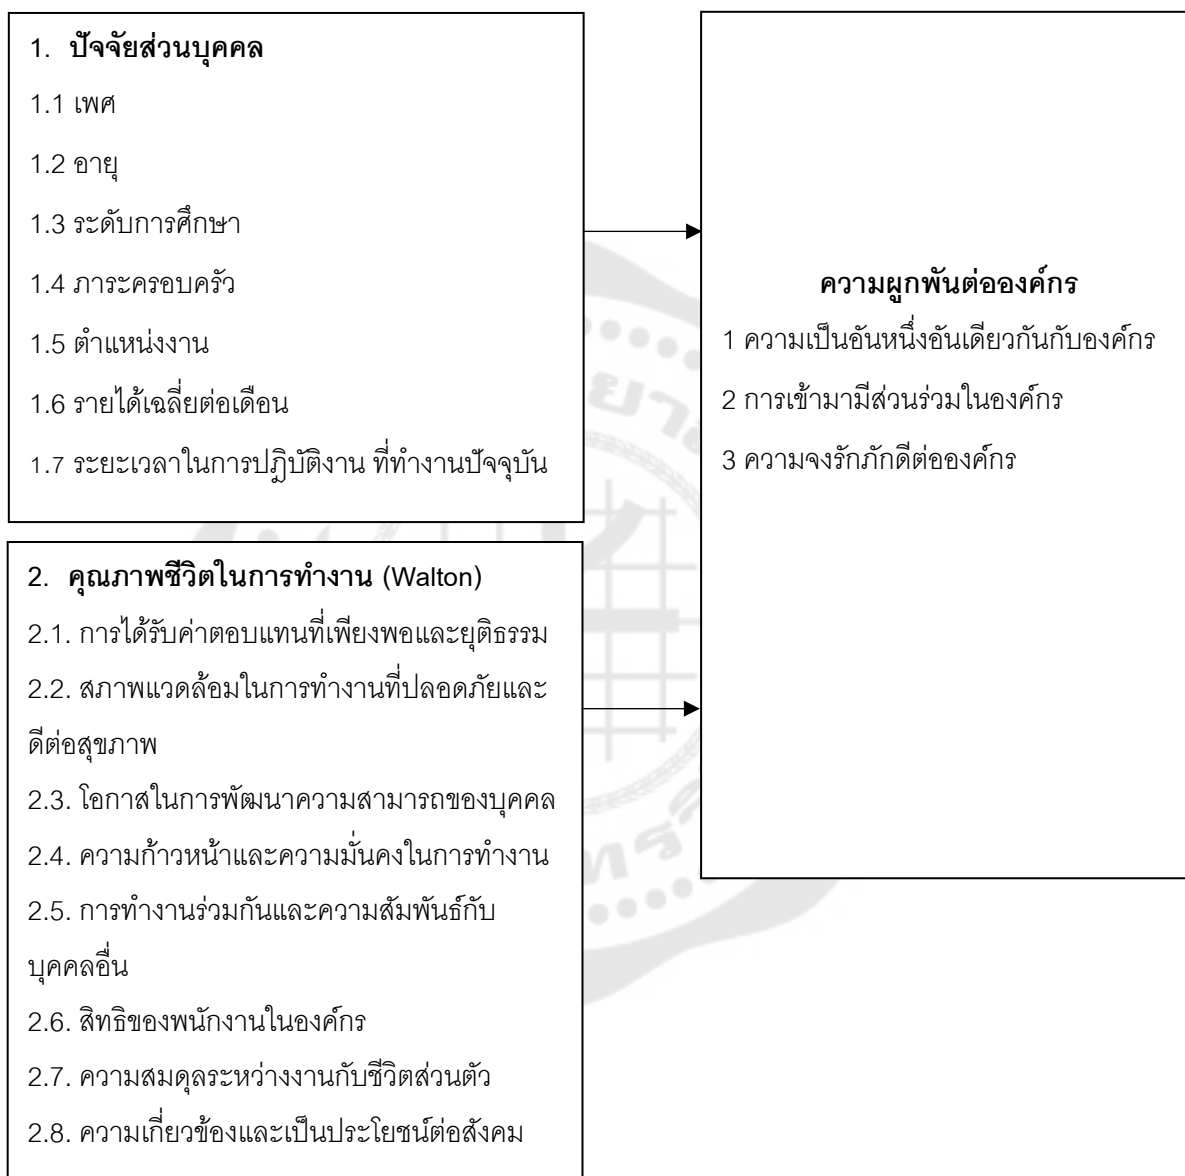 1. ปัจจัยส่วนบุคคล
1.1 เพศ
1.2 อายุ
1.3 ระดับการศึกษา
1.4 ภาระครอบครัว
1.5 ตำแหน่งงาน
1.6 รายได้เฉลี่ยต่อเดือน
1.7 ระยะเวลาในการปฏิบัติงาน ที่ทำงานปัจจุบัน
2. คุณภาพชีวิตในการทำงาน (Walton)
2.1. การได้รับค่าตอบแทนที่เพียงพอและยุติธรรม
2.2. สภาพแวดล้อมในการทำงานที่ปลอดภัยและ
ดีต่อสุขภาพ
2.3. โอกาสในการพัฒนาความสามารถของบุคคล
2.4. ความก้าวหน้าและความมั่นคงในการทำงาน
2.5. การทำงานร่วมกันและความสัมพันธ์กับ
บุคคลอื่น
2.6. สิทธิของพนักงานในองค์กร
2.7. ความสมดุลระหว่างงานกับชีวิตส่วนตัว
2.8. ความเกี่ยวข้องและเป็นประโยชน์ต่อสังคม
ความผูกพันต่อองค์กร
1 ความเป็นอันหนึ่งอันเดียวกันกับองค์กร
2 การเข้ามามีส่วนร่วมในองค์กร
3 ความจงรักภักดีต่อองค์กร